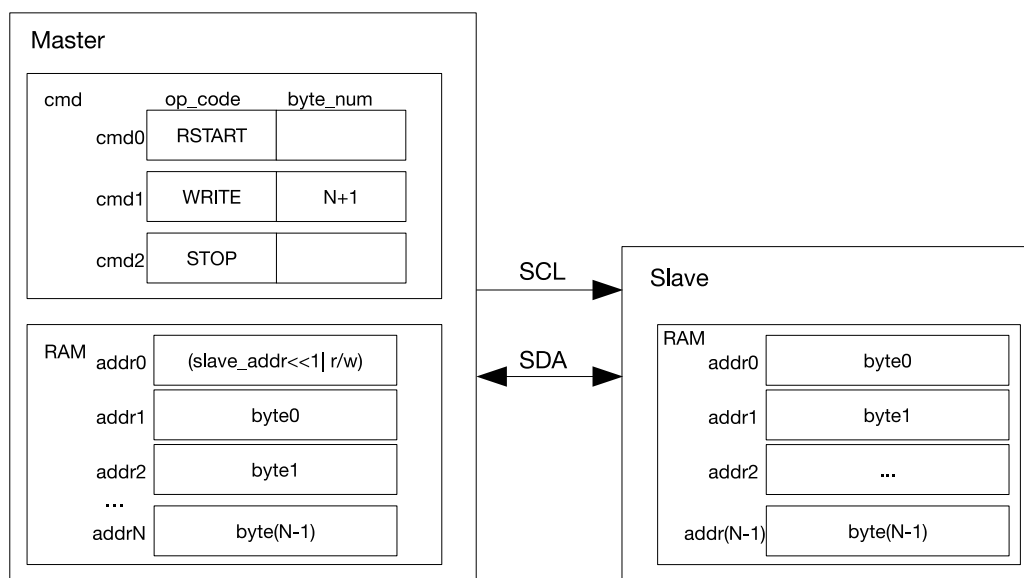 Master
cmd op_code byte_num
cmd0 RSTART
cmd1 WRITE N+1
cmd2 STOP
RAM
addr0 (slave_addr<<1| r/w)
addr1 byte0
addr2 byte1
...
addrN byte(N-1)
SCL
SDA
Slave
RAM
addr0 byte0
addr1 byte1
addr2 ...
addr(N-1) byte(N-1)